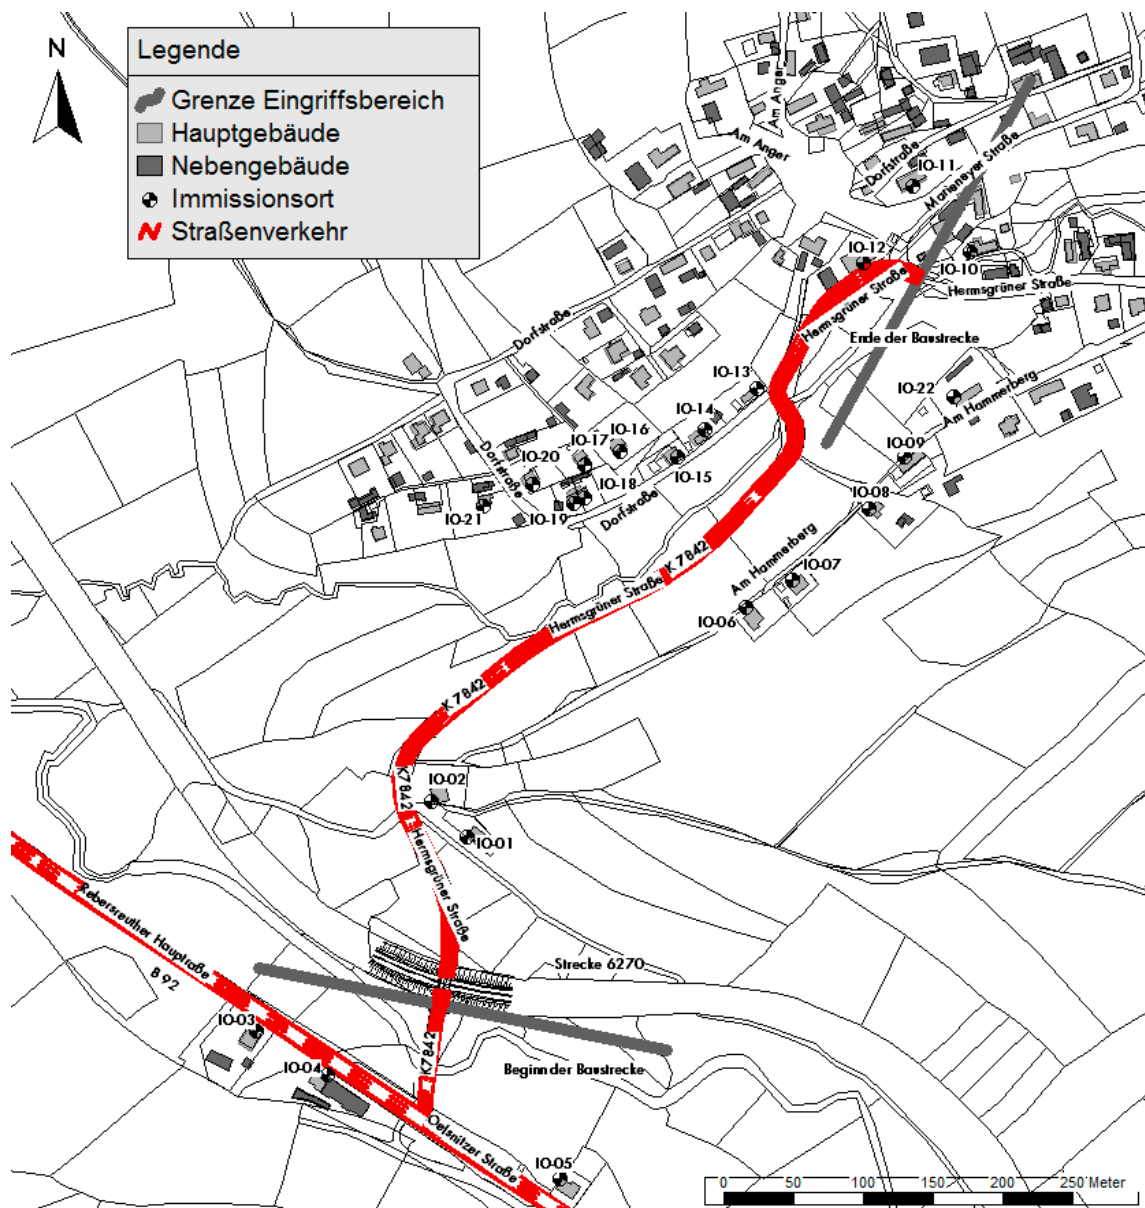 N
Legende
Grenze Eingriffsbereich
Hauptgebäude
Nebengebäude
Immissionsort
Straßenverkehr
Am Anger
Am Anger
Dorfstraße
IO-11
Marieneyer Straße
IO-12
IO-10
Hermsgrüner Straße
Hermsgrüner Straße
Dorfstraße
Ende der Baustrecke
IO-13
IO-22
Am Hammerberg
IO-14
IO-16
IO-17
IO-09
Dorfstraße
IO-20
IO-15
IO-18
IO-08
IO-21
IO-19
Dorfstraße
K 7842
Am Hammerberg
IO-07
Hermsgrüner Straße
IO-06
K 7842
K7842
IO-02
IO-01
Hermsgrüner Straße
Rebersreuther Hauptraße
B 92
Strecke 6270
IO-03
K7842
IO-04
Beginn der Baustrecke
Oelsnitzer Straße
IO-05
0 50 100 150 200 250 Meter